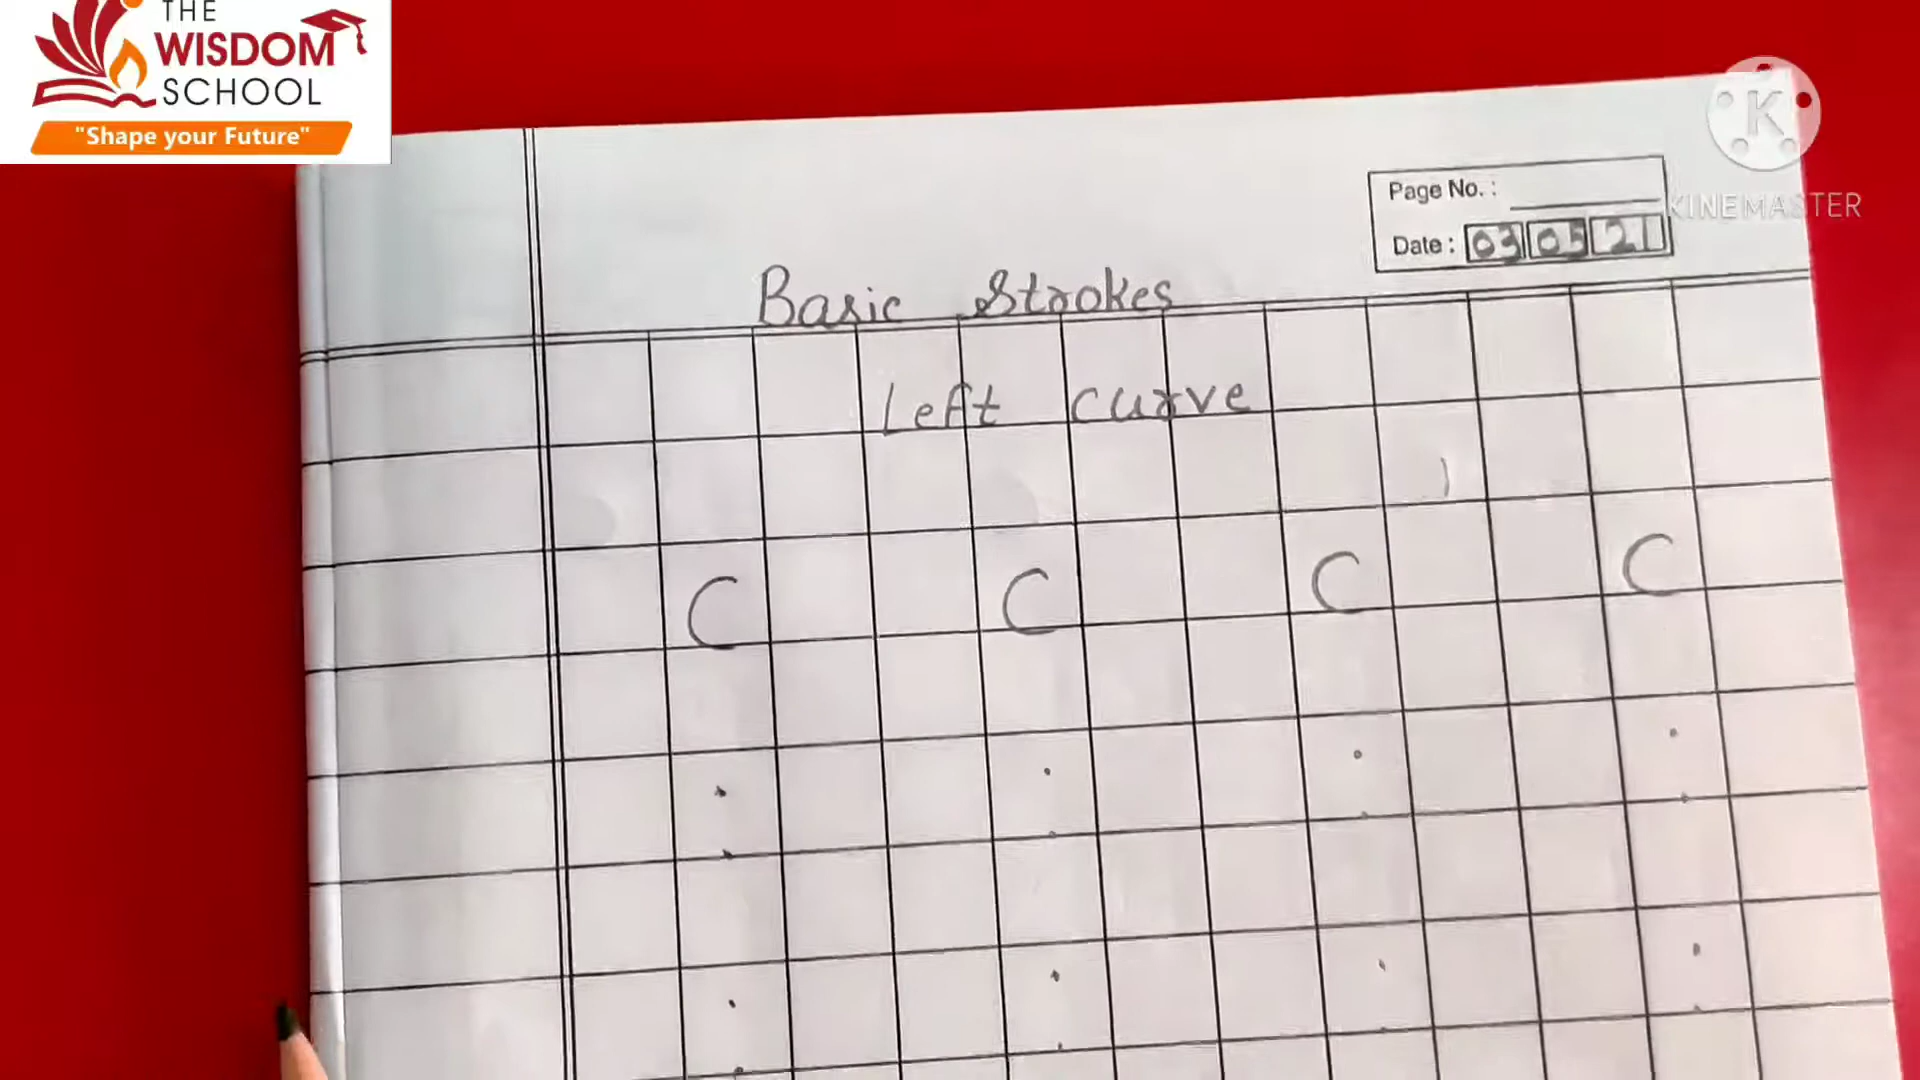 THE
WISDOM
SCHOOL
"Shape your Future"
K
KINEMASTER
Page No. :
Date : 03 05 21
Basic Strokes
Left curve
C C C C